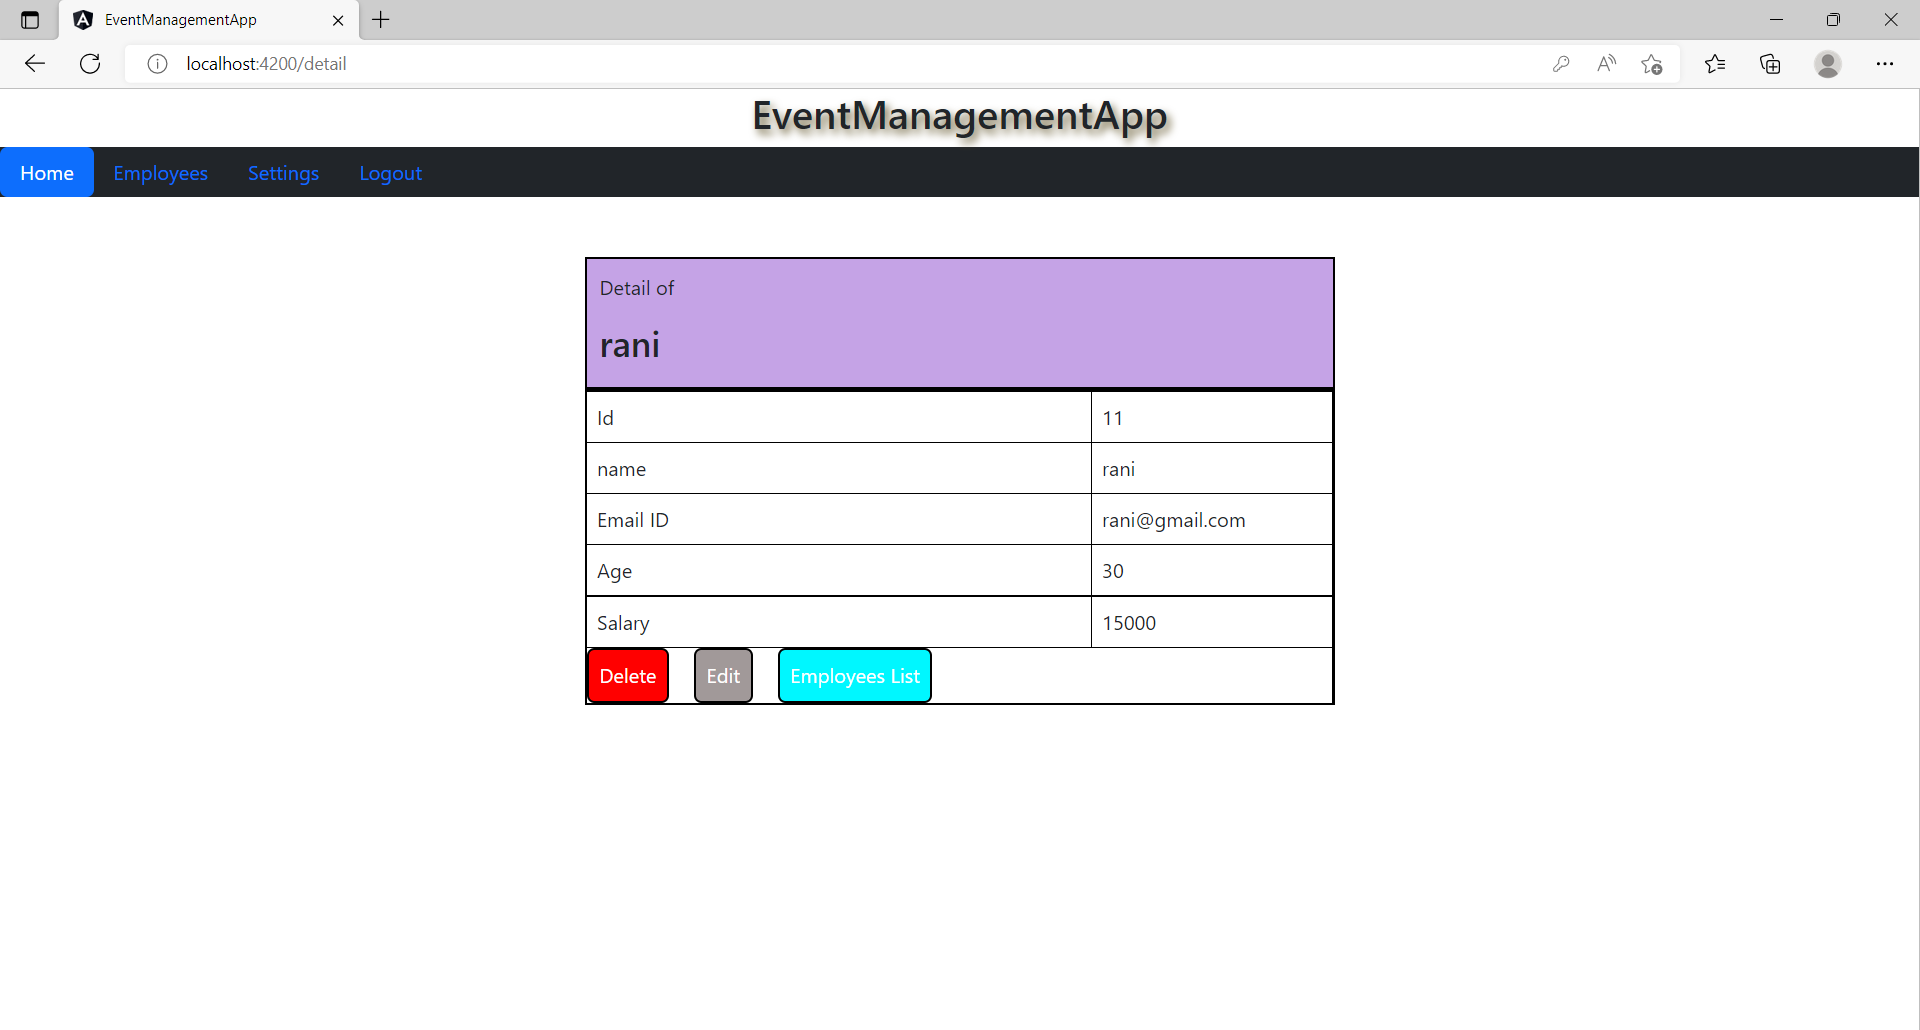 EventManagementApp
localhost:4200/detail
EventManagementApp
Home Employees Settings Logout
Detail of
rani
Id 11
name rani
Email ID rani@gmail.com
Age 30
Salary 15000
Delete Edit Employees List